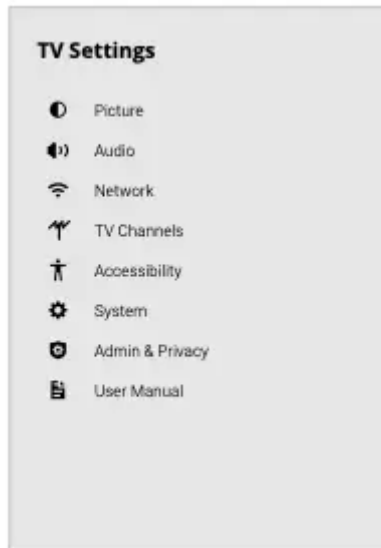 TV Settings
Picture
Audio
Network
TV Channels
Accessibility
System
Admin & Privacy
User Manual